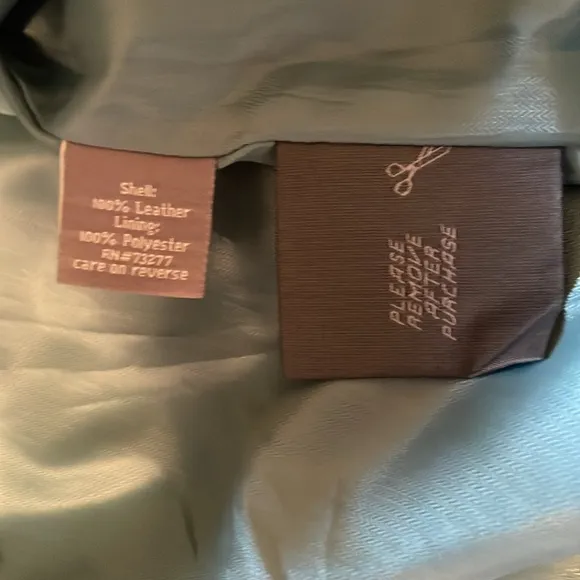 Shell:
100% Leather
Lining:
100% Polyester
RN#73277
care on reverse
PLEASE
REMOVE
AFTER
PURCHASE